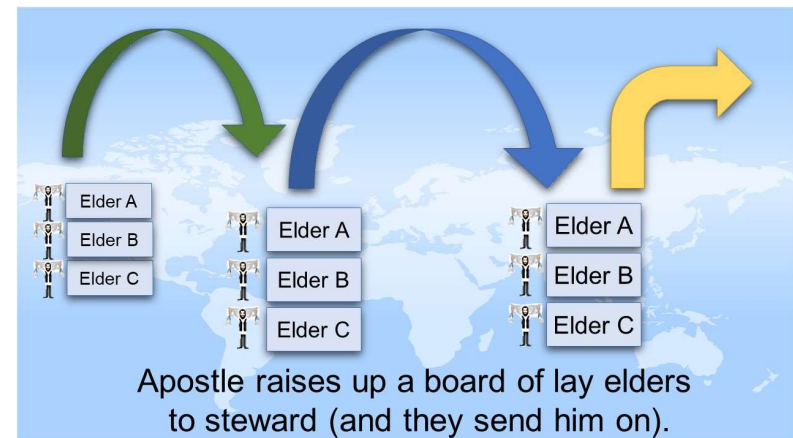 Elder A
Elder B
Elder C
Elder A
Elder B
Elder C
Elder A
Elder B
Elder C
Apostle raises up a board of lay elders
to steward (and they send him on).